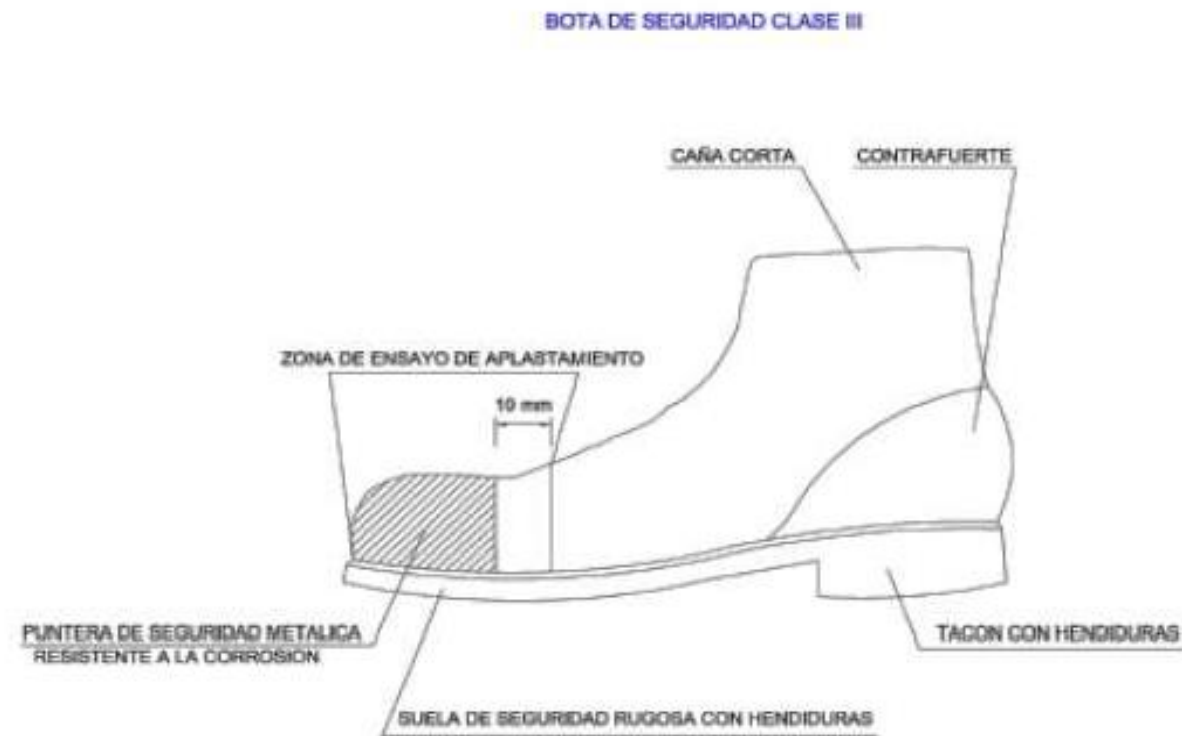 BOTA DE SEGURIDAD CLASE III
CAÑA CORTA
CONTRAFUERTE
ZONA DE ENSAYO DE APLASTAMIENTO
10 mm
PUNTERA DE SEGURIDAD METALICA
RESISTENTE A LA CORROSION
TACON CON HENDIDURAS
SUELA DE SEGURIDAD RUGOSA CON HENDIDURAS